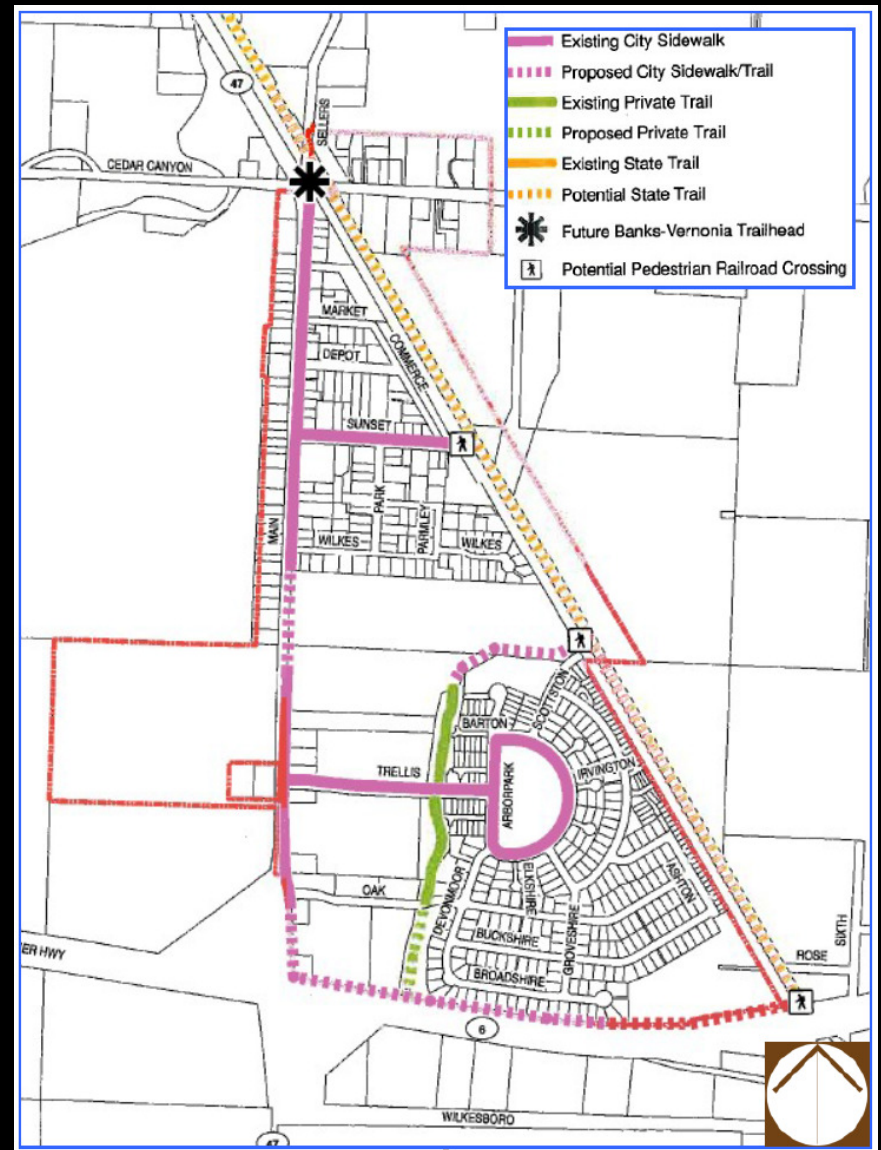 Existing City Sidewalk
Proposed City Sidewalk/Trail
Existing Private Trail
Proposed Private Trail
Existing State Trail
Potential State Trail
Future Banks-Vernonia Trailhead
Potential Pedestrian Railroad Crossing
47
SELLERS
CEDAR CANYON
MARKET
COMMERCE
DEPOT
SUNSET
PARK
PARMLEY
MAIN
WILKES
WILKES
SCOTTSTON
BARTON
IRVINGTON
TRELLIS
ARBORPARK
ASHTON
ELKSHIRE
OAK
DEVONMOOR
GROVESHIRE
BUCKSHIRE
SIXTH
ER HWY
ROSE
BROADSHIRE
6
WILKESBORO
47